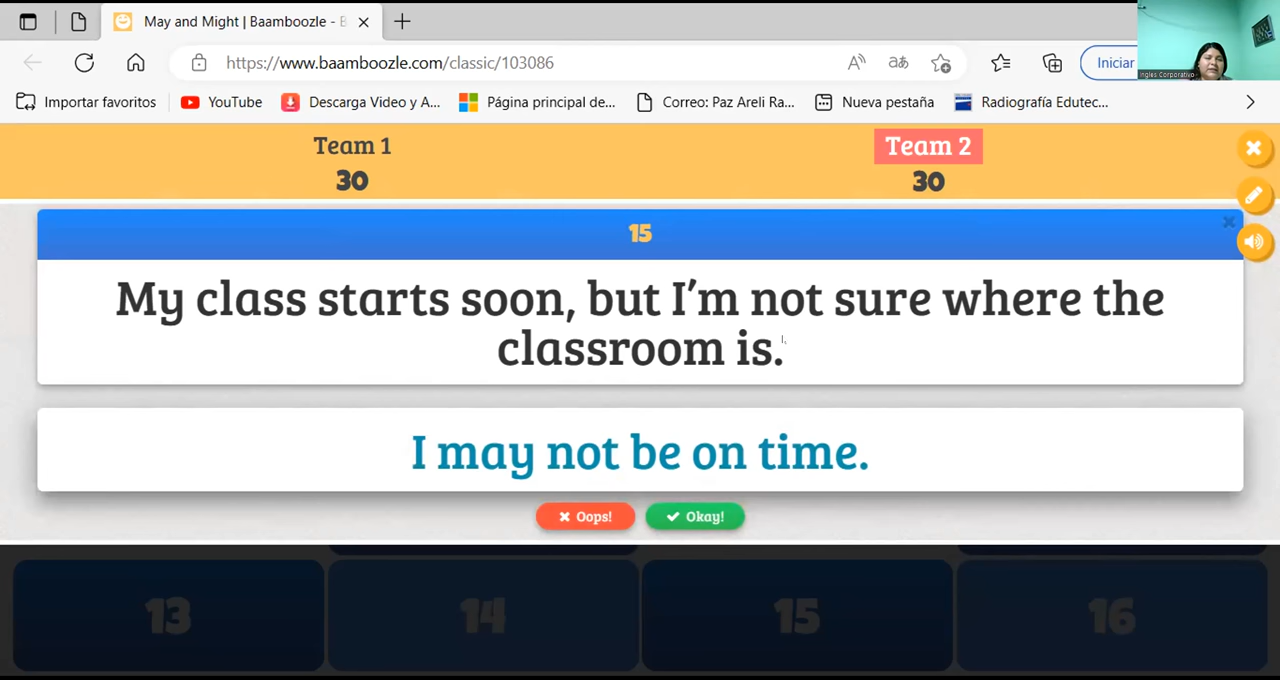 May and Might | Baamboozle - B
https://www.baamboozle.com/classic/103086
Iniciar
Ingles Corporativo
Importar favoritos
YouTube
Descarga Video y A...
Página principal de...
Correo: Paz Areli Ra...
Nueva pestaña
Radiografía Edutec...
Team 1
30
Team 2
30
15
My class starts soon, but I'm not sure where the
classroom is.
I may not be on time.
Oops!
Okay!
13
14
15
16